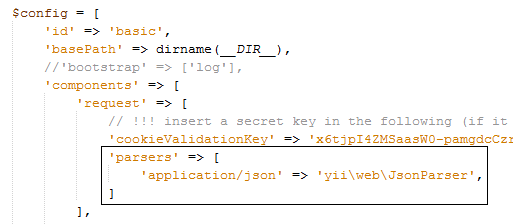 $config = [
'id' => 'basic',
'basePath' => dirname(__DIR__),
//'bootstrap' => ['log'],
'components' => [
'request' => [
// !!! insert a secret key in the following (if it
'cookieValidationKey' => 'x6tjpI4ZMSaasW0-pamgdcCzr
'parsers' => [
'application/json' => 'yii\web\JsonParser',
]
],